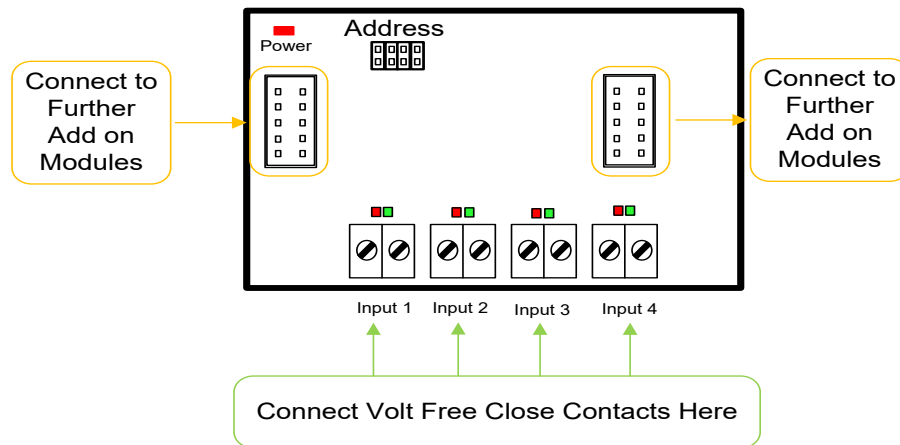 Address
Power
Connect to
Further
Add on
Modules
Connect to
Further
Add on
Modules
Input 1
Input 2
Input 3
Input 4
Connect Volt Free Close Contacts Here